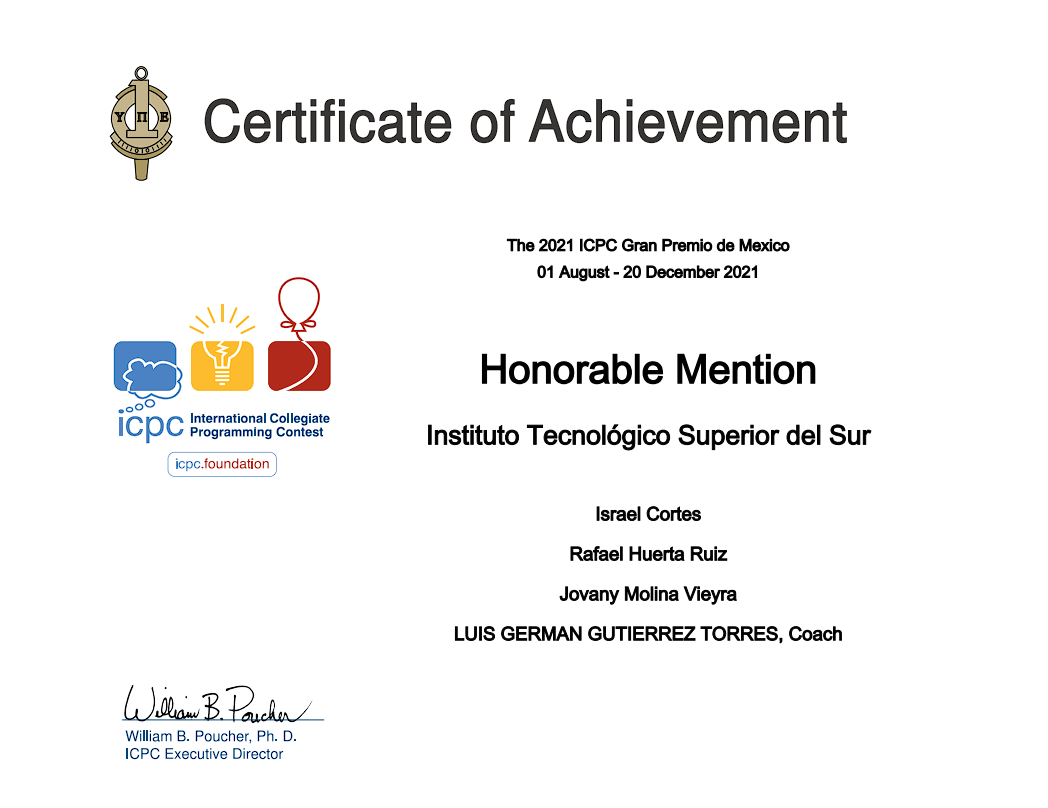 Υ Π Ε
Certificate of Achievement
The 2021 ICPC Gran Premio de Mexico
01 August - 20 December 2021
Honorable Mention
Instituto Tecnológico Superior del Sur
icpc International Collegiate
Programming Contest
icpc.foundation
Israel Cortes
Rafael Huerta Ruiz
Jovany Molina Vieyra
LUIS GERMAN GUTIERREZ TORRES, Coach
William B. Poucher
William B. Poucher, Ph. D.
ICPC Executive Director